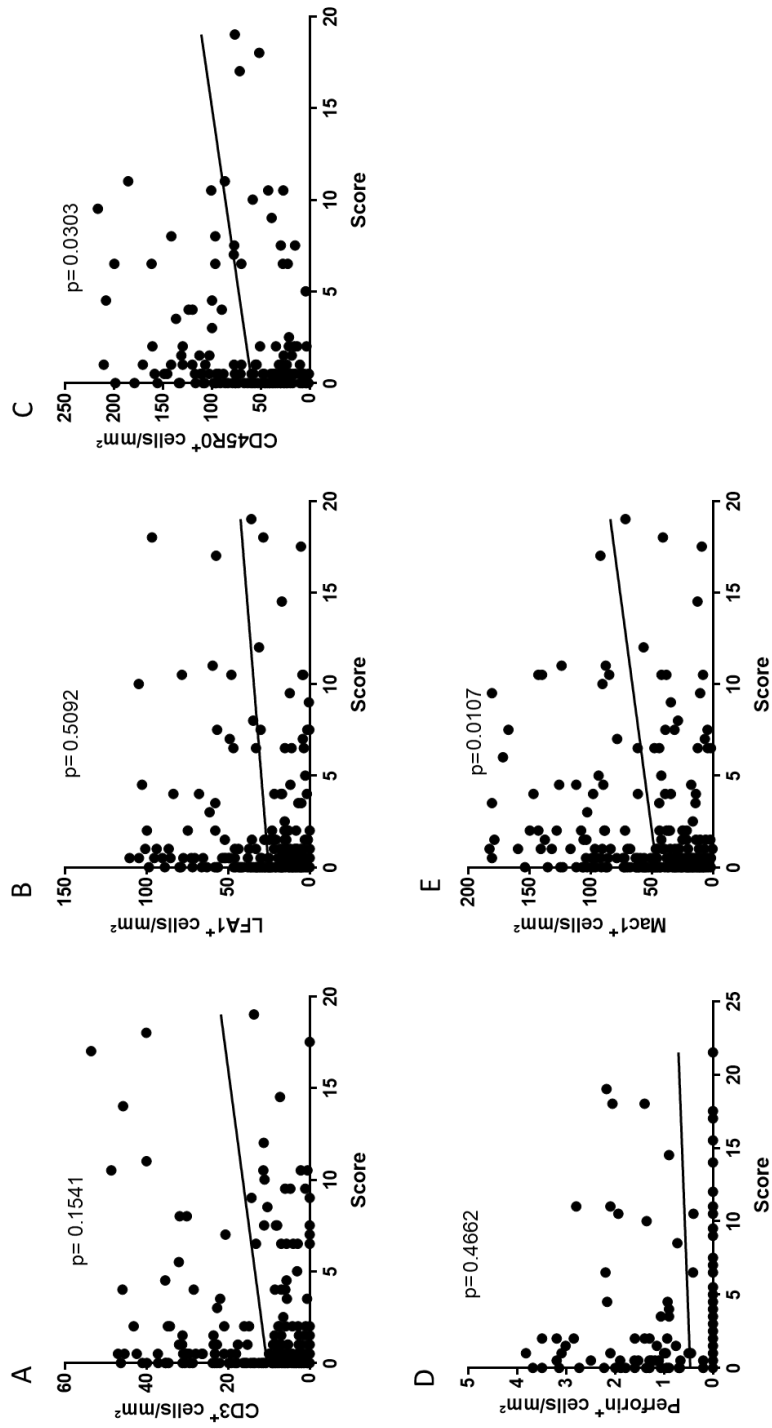 A
CD3+ cells/mm²
60
40
20
0
p= 0.1541
0 5 10 15 20
Score
B
LFA1+ cells/mm²
150
100
50
0
p=0.5092
0 5 10 15 20
Score
C
CD45R0+ cells/mm²
250
200
150
100
50
0
p=0.0303
0 5 10 15 20
Score
D
Perforin+ cells/mm²
5
4
3
2
1
0
p=0.4662
0 5 10 15 20 25
Score
E
Mac1+ cells/mm²
200
150
100
50
0
p=0.0107
0 5 10 15 20
Score